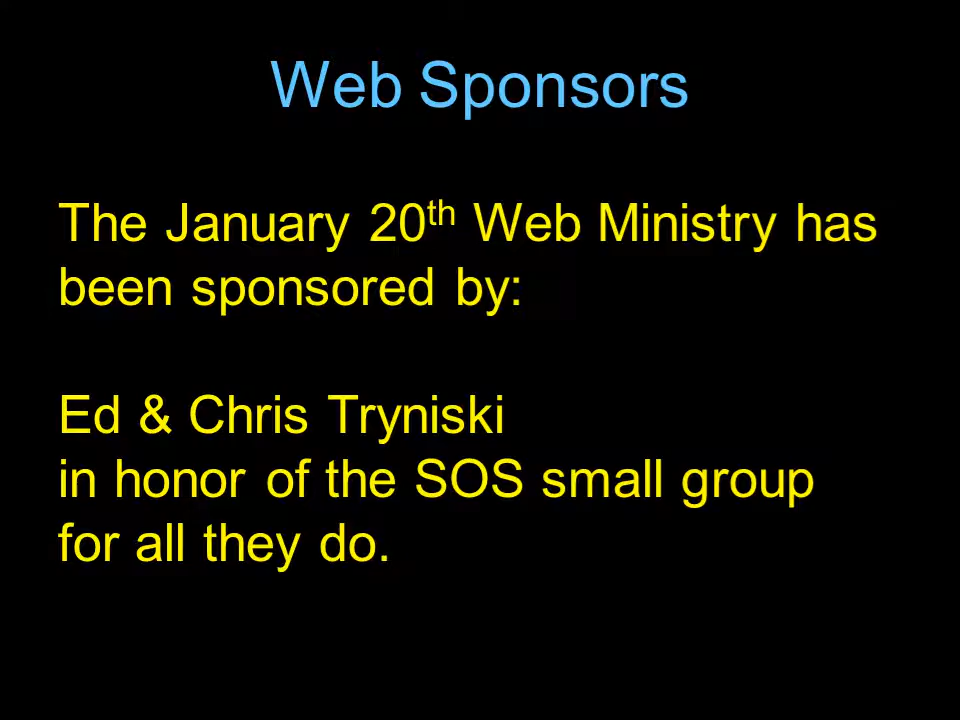 Web Sponsors
The January 20th Web Ministry has
been sponsored by:
Ed & Chris Tryniski
in honor of the SOS small group
for all they do.